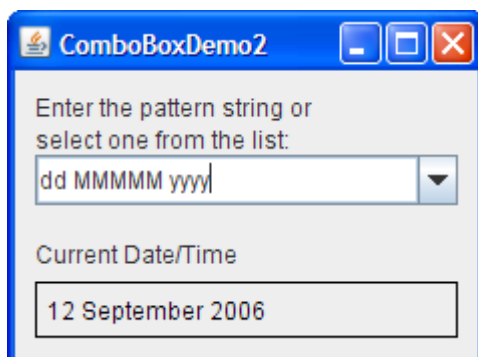 ComboBoxDemo2
Enter the pattern string or
select one from the list:
dd MMMMM yyyy
Current Date/Time
12 September 2006